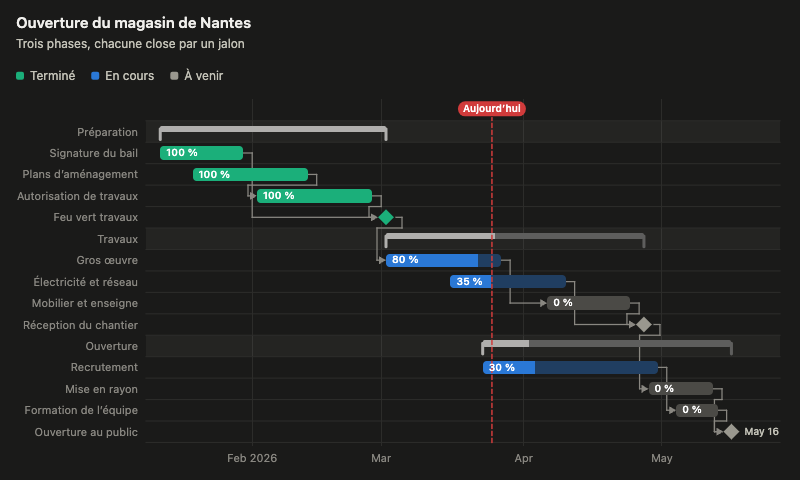 Ouverture du magasin de Nantes
Trois phases, chacune close par un jalon
Terminé En cours À venir
Aujourd'hui
Préparation
Signature du bail 100 %
Plans d'aménagement 100 %
Autorisation de travaux 100 %
Feu vert travaux
Travaux
Gros œuvre 80 %
Électricité et réseau 35 %
Mobilier et enseigne 0 %
Réception du chantier
Ouverture
Recrutement 30 %
Mise en rayon 0 %
Formation de l'équipe 0 %
Ouverture au public May 16
Feb 2026 Mar Apr May